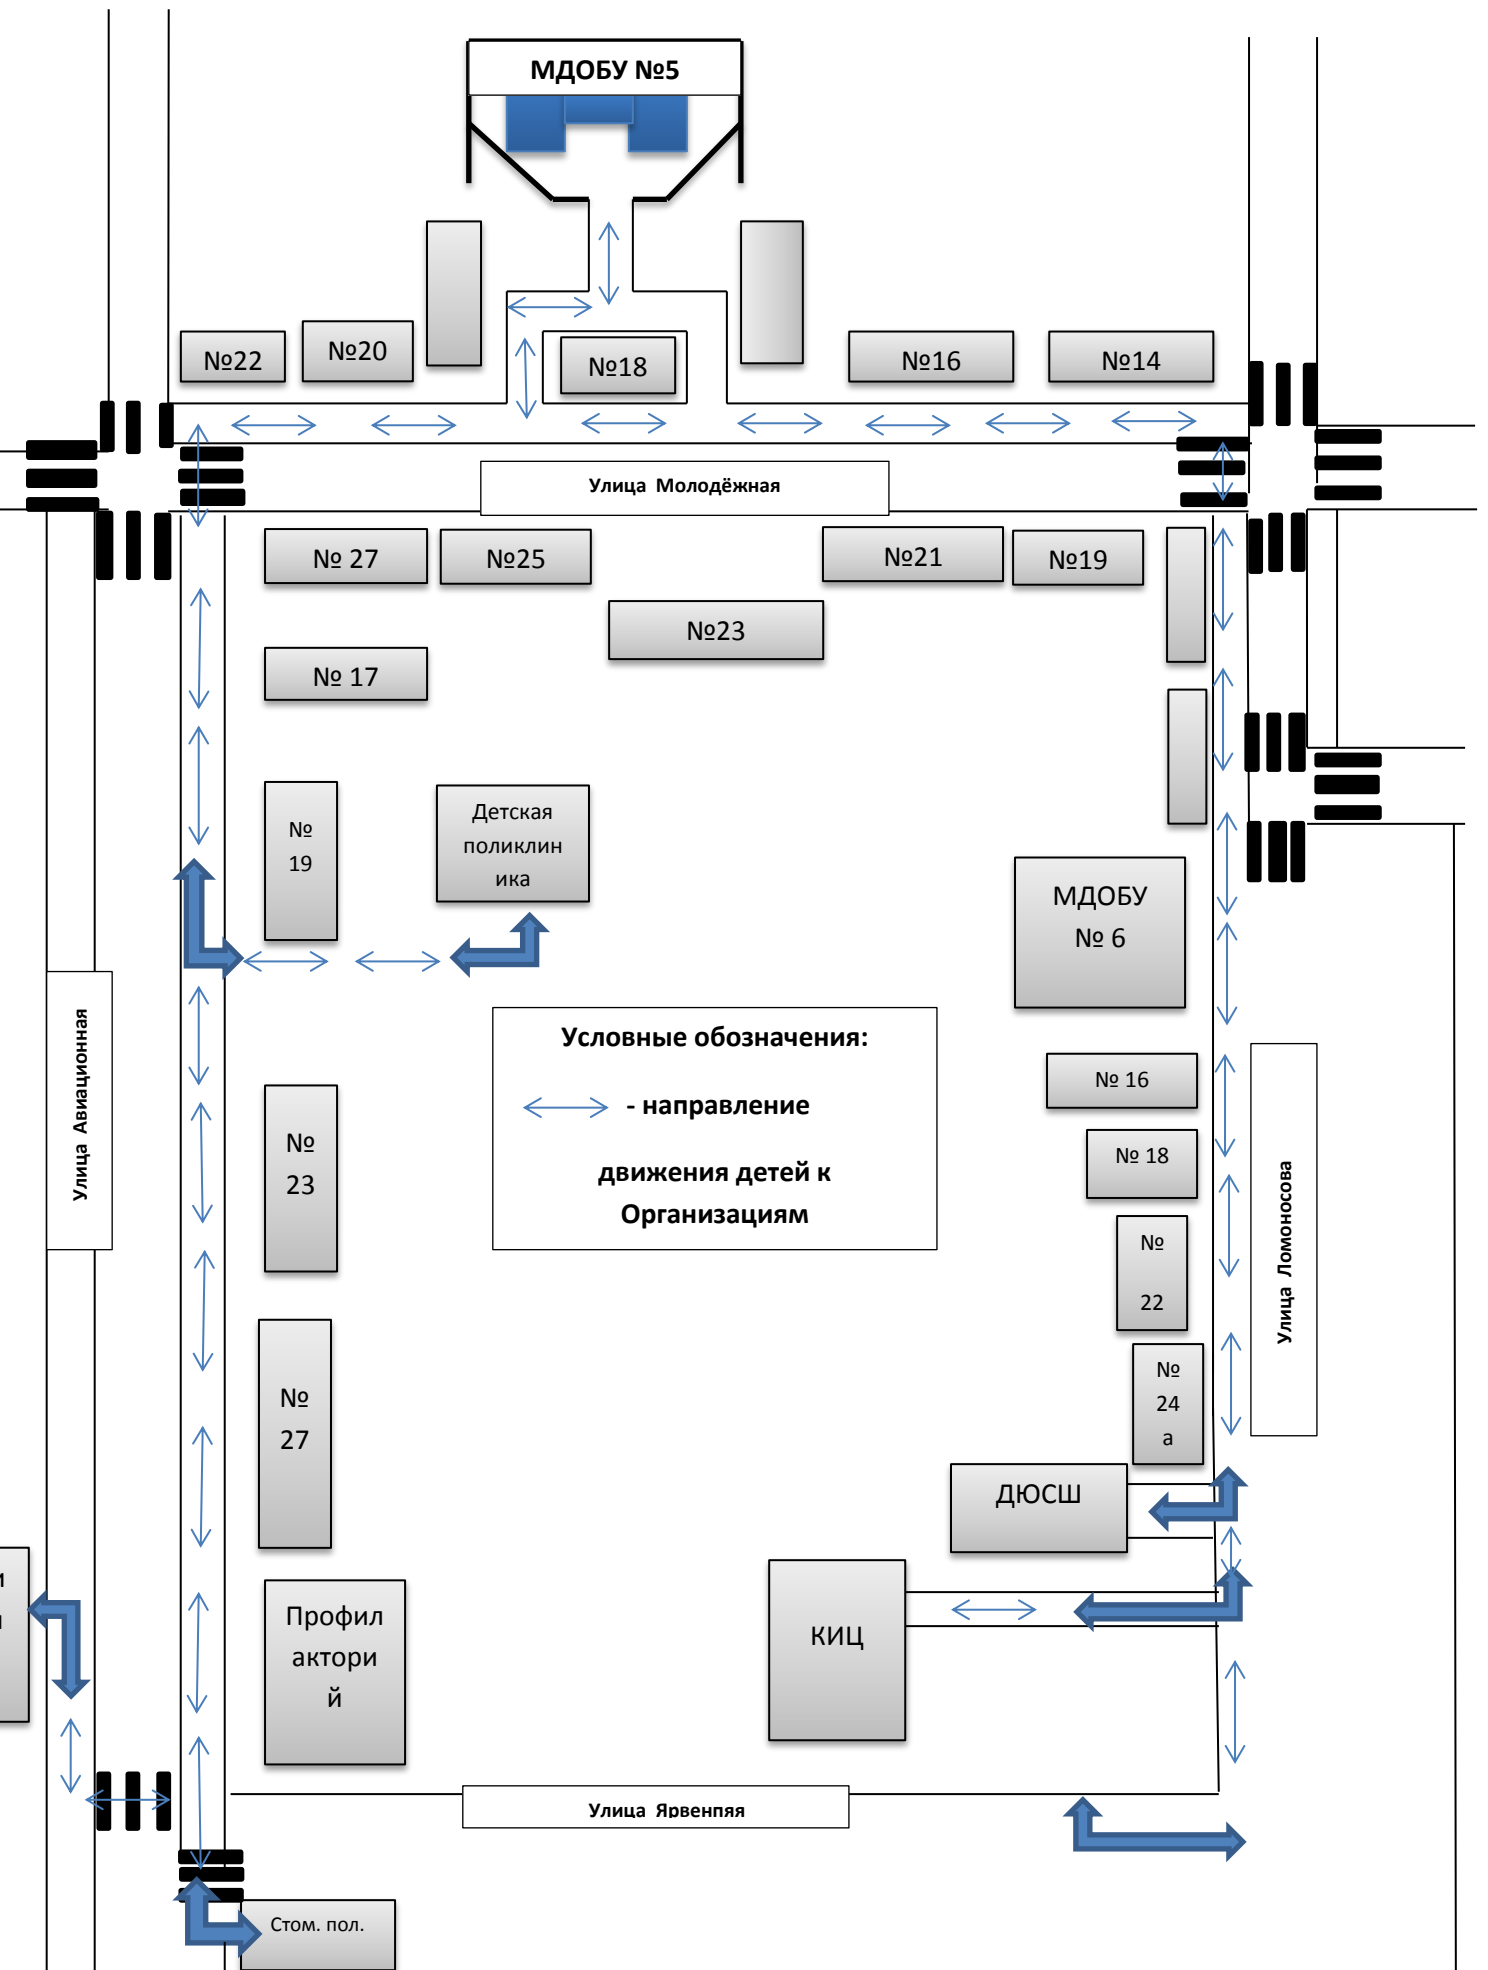 МДОБУ №5
№22
№20
№18
№16
№14
Улица Молодёжная
№ 27
№25
№21
№19
№23
№ 17
№
19
Детская
поликлин
ика
МДОБУ
№ 6
Условные обозначения:
- направление
движения детей к
Организациям
Улица Авиационная
№ 16
№ 18
№
23
№
22
Улица Ломоносова
№
27
№
24
а
ДЮСШ
Профил
актори
й
КИЦ
Улица Ярвенпяя
Стом. пол.